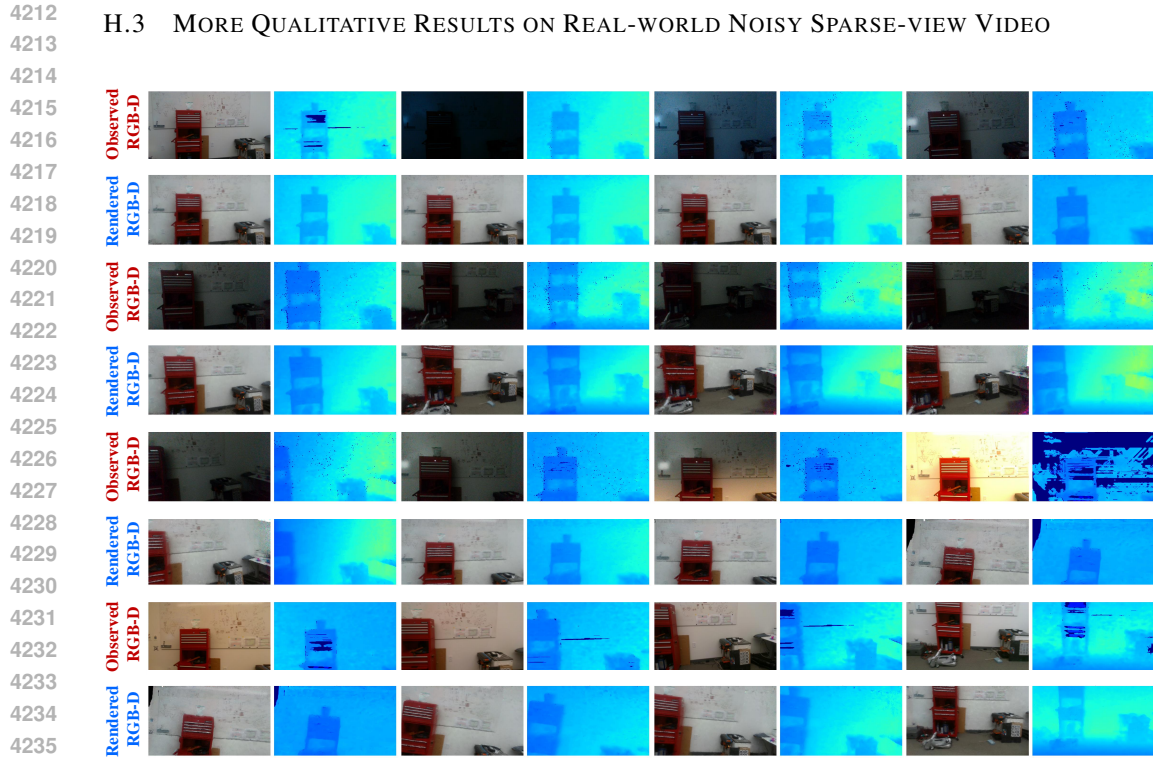 4212
H.3 MORE QUALITATIVE RESULTS ON REAL-WORLD NOISY SPARSE-VIEW VIDEO
4213
4214
4215
Observed
RGB-D
4216
4217
4218
Rendered
RGB-D
4219
4220
4221
Observed
RGB-D
4222
4223
4224
Rendered
RGB-D
4225
4226
Observed
RGB-D
4227
4228
4229
Rendered
RGB-D
4230
4231
Observed
RGB-D
4232
4233
4234
Rendered
RGB-D
4235